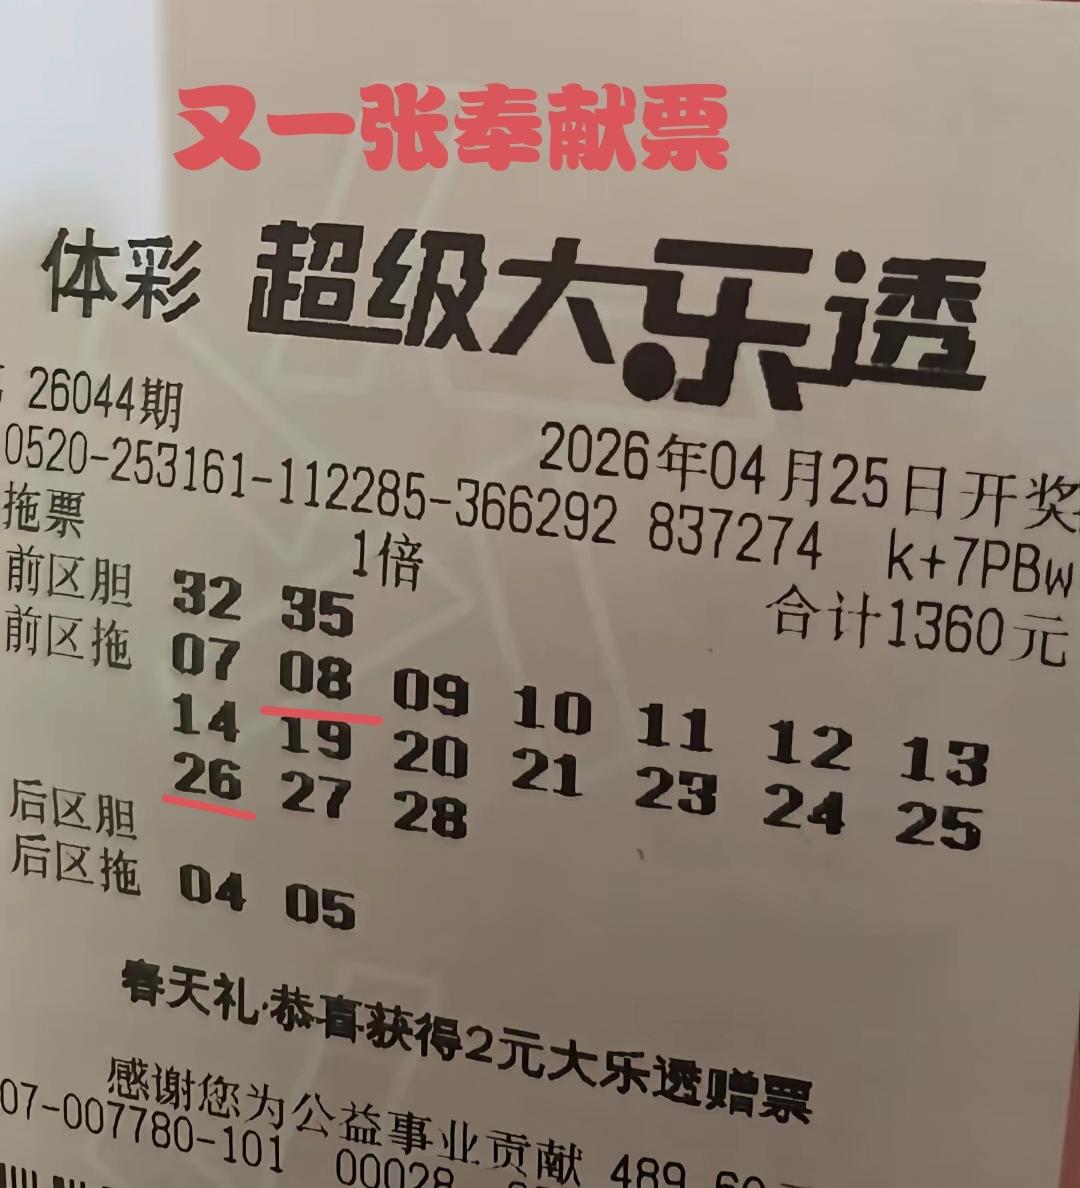 又一张奉献票
体彩 超级大乐透
26044期 2026年04月25日开奖
0520-253161-112285-366292 837274 k+7PBw
拖票 1倍 合计1360元
前区胆 32 35
前区拖 07 08 09 10 11 12 13
14 19 20 21 23 24 25
26 27 28
后区胆
后区拖 04 05
春天礼·恭喜获得2元大乐透赠票
感谢您为公益事业贡献 489.60
07-007780-101 00028